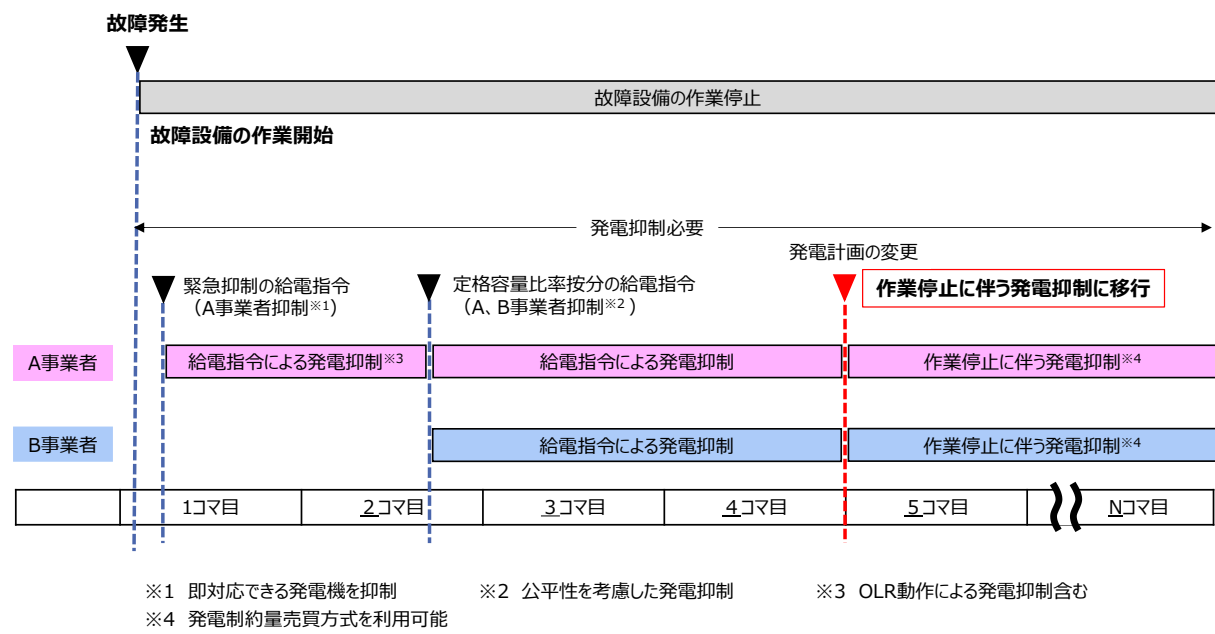 故障発生
故障設備の作業停止
故障設備の作業開始
発電抑制必要
発電計画の変更
緊急抑制の給電指令
（A事業者抑制※1）
定格容量比率按分の給電指令
（A、B事業者抑制※2 ）
作業停止に伴う発電抑制に移行
A事業者
給電指令による発電抑制※3
給電指令による発電抑制
作業停止に伴う発電抑制※4
B事業者
給電指令による発電抑制
作業停止に伴う発電抑制※4
1コマ目
2コマ目
3コマ目
4コマ目
5コマ目
Nコマ目
※1 即対応できる発電機を抑制
※2 公平性を考慮した発電抑制
※3 OLR動作による発電抑制含む
※4 発電制約量売買方式を利用可能